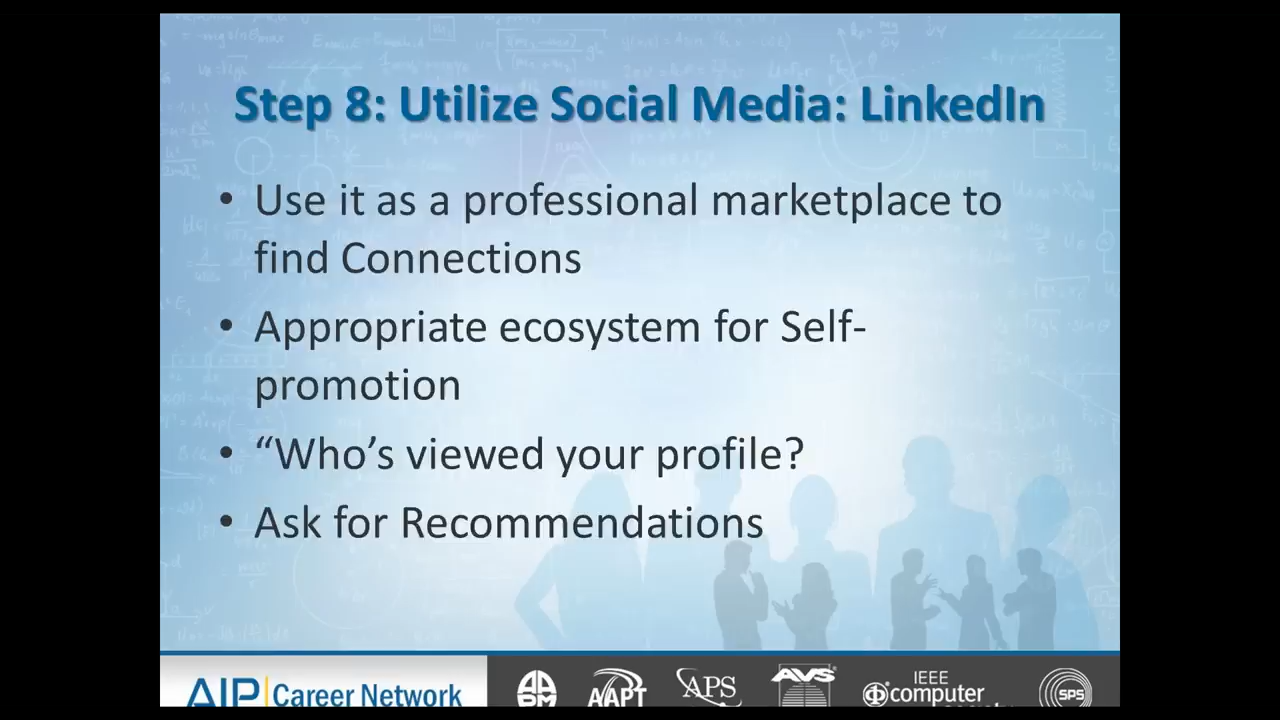 Step 8: Utilize Social Media: LinkedIn
• Use it as a professional marketplace to
find Connections
• Appropriate ecosystem for Self-
promotion
• “Who’s viewed your profile?
• Ask for Recommendations
AIP | Career Network
AAPT
APS
AVS
IEEE
computer
society
SPS